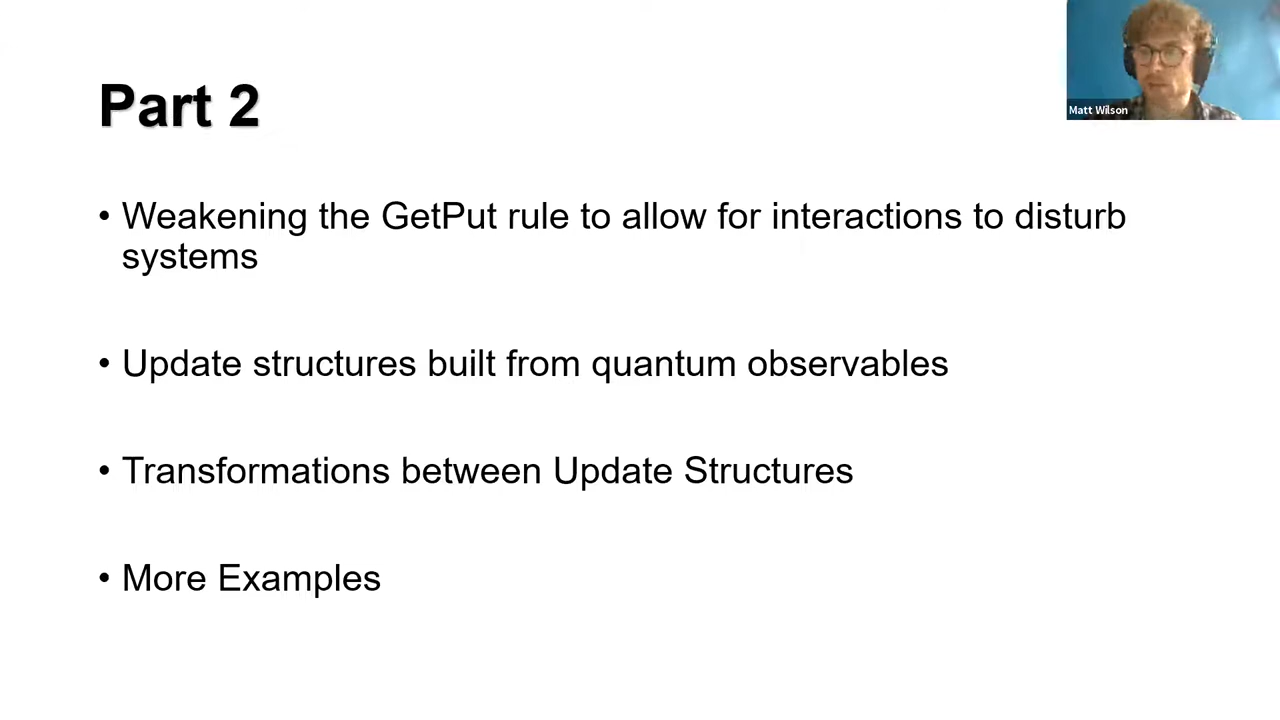 Part 2
Matt Wilson
• Weakening the GetPut rule to allow for interactions to disturb
systems
• Update structures built from quantum observables
• Transformations between Update Structures
• More Examples